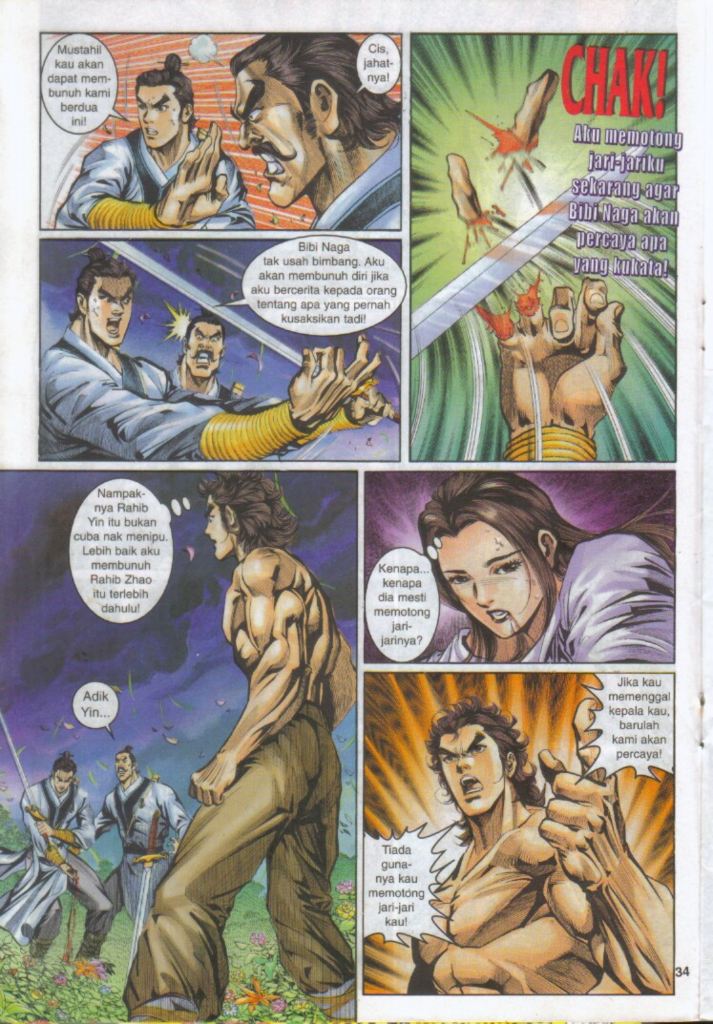 Mustahil
kau akan
dapat mem-
bunuh kami
berdua
ini!
Cis,
jahat-
nya!
CHAK!
Aku memotong
jari-jariku
sekarang agar
Bibi Naga akan
percaya apa
yang kukata!
Bibi Naga
tak usah bimbang. Aku
akan membunuh diri jika
aku bercerita kepada orang
tentang apa yang pernah
kusaksikan tadi!
Nampak-
nya Rahib
Yin itu bukan
cuba nak menipu.
Lebih baik aku
membunuh
Rahib Zhao
itu terlebih
dahulu!
Adik
Yin...
Kenapa...
kenapa
dia mesti
memotong
jari-
jarinya?
Jika kau
memenggal
kepala kau,
barulah
kami akan
percaya!
Tiada
guna-
nya kau
memotong
jari-jari
kau!
34